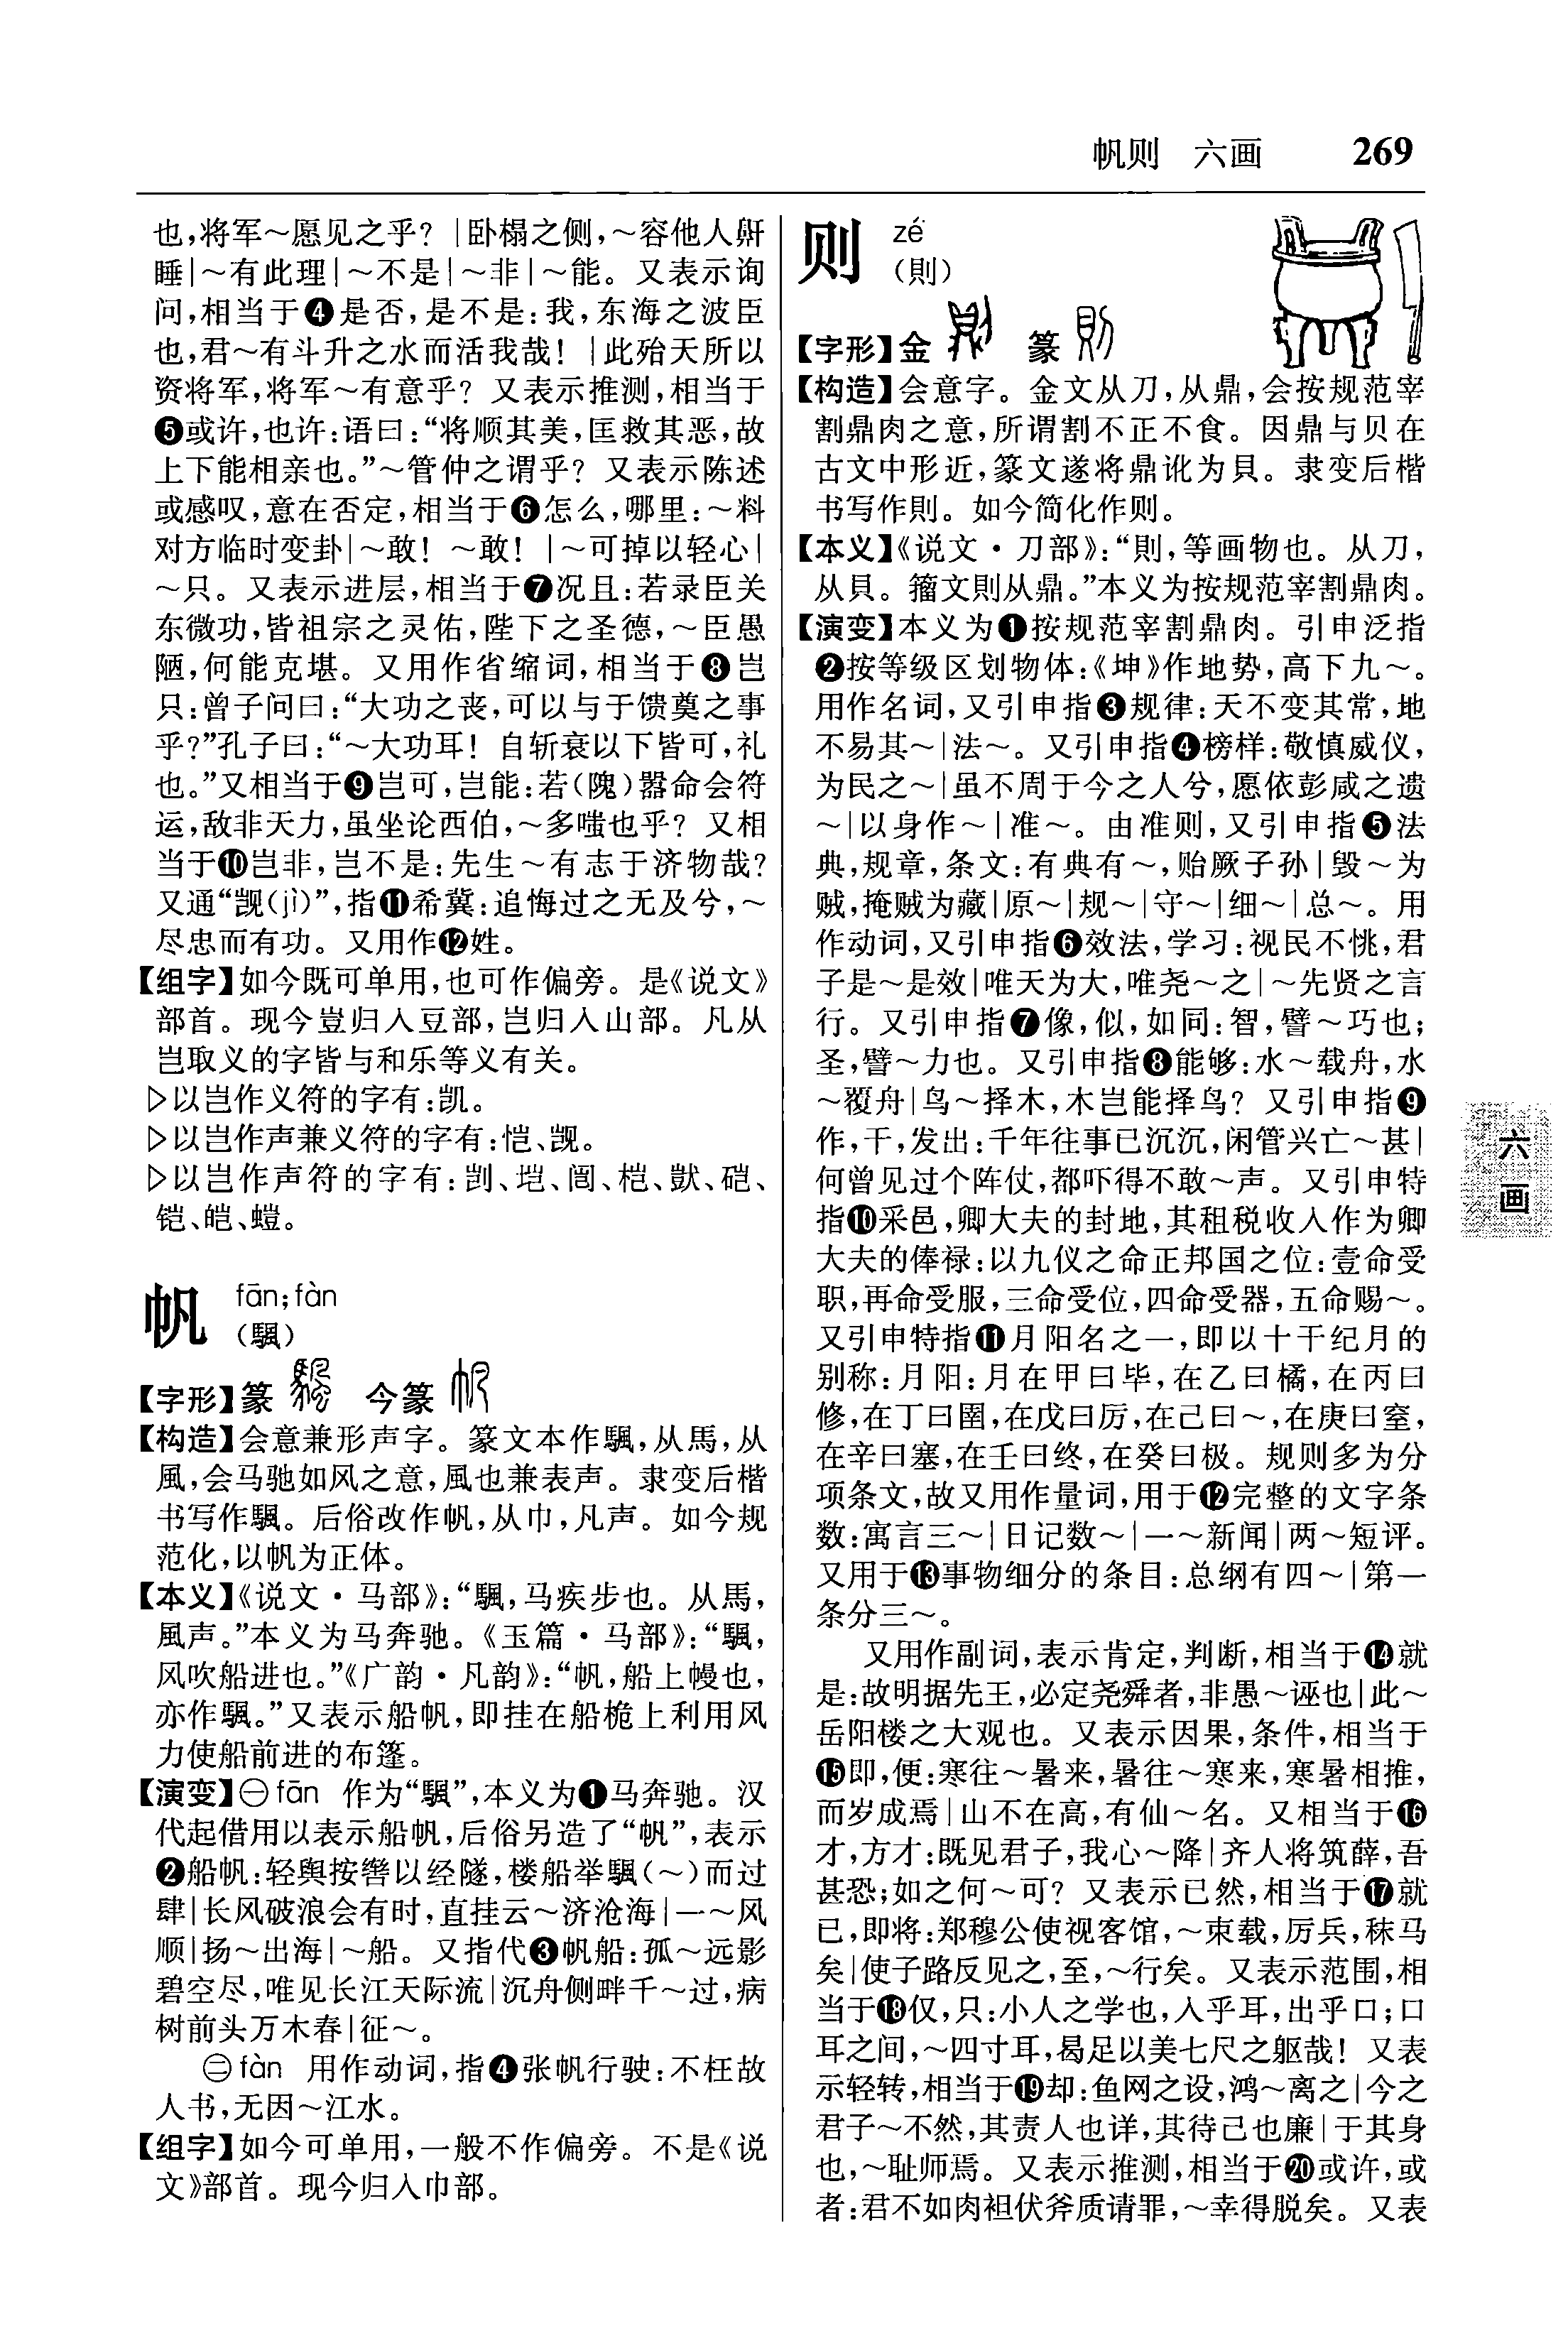 帆则 六画 269
也,将军～愿见之乎?|卧榻之侧,～容他人鼾
睡|～有此理|～不是|～非|～能。又表示询
问,相当于❹是否,是不是:我,东海之波臣
也,君～有斗升之水而活我哉!|此殆天所以
资将军,将军～有意乎? 又表示推测,相当于
❺或许,也许:语曰:“将顺其美,匡救其恶,故
上下能相亲也。”～管仲之谓乎? 又表示陈述
或感叹,意在否定,相当于❻怎么,哪里:～料
对方临时变卦|～敢! ～敢!|～可掉以轻心|
～只。又表示进层,相当于❼况且:若录臣关
东微功,皆祖宗之灵佑,陛下之圣德,～臣愚
陋,何能克堪。又用作省缩词,相当于❽岂
只:曾子问曰:“大功之丧,可以与于馈奠之事
乎?”孔子曰:“～大功耳! 自斩衰以下皆可,礼
也。”又相当于❾岂可,岂能:若(隗)嚣命会符
运,敌非天力,虽坐论西伯,～多嗤也乎? 又相
当于❿岂非,岂不是:先生～有志于济物哉?
又通“觊(jì)”,指⓫希冀:追悔过之无及兮,～
尽忠而有功。又用作⓬姓。
【组字】如今既可单用,也可作偏旁。是《说文》
部首。现今豈归入豆部,岂归入山部。凡从
岂取义的字皆与和乐等义有关。
▷以岂作义符的字有:凯。
▷以岂作声兼义符的字有:恺、觊。
▷以岂作声符的字有:剀、垲、闿、桤、敳、硙、
铠、皑、螘。
帆 fān;fàn
(颿)
【字形】篆 今篆
【构造】会意兼形声字。篆文本作颿,从馬,从
風,会马驰如风之意,風也兼表声。隶变后楷
书写作颿。后俗改作帆,从巾,凡声。如今规
范化,以帆为正体。
【本义】《说文·马部》:“颿,马疾步也。从馬,
風声。”本义为马奔驰。《玉篇·马部》:“颿,
风吹船进也。”《广韵·凡韵》:“帆,船上幔也,
亦作颿。”又表示船帆,即挂在船桅上利用风
力使船前进的布篷。
【演变】㊀fān 作为“颿”,本义为❶马奔驰。汉
代起借用以表示船帆,后俗另造了“帆”,表示
❷船帆:轻舆按辔以经隧,楼船举颿(～)而过
肆|长风破浪会有时,直挂云～济沧海|一～风
顺|扬～出海|～船。又指代❸帆船:孤～远影
碧空尽,唯见长江天际流|沉舟侧畔千～过,病
树前头万木春|征～。
㊁fàn 用作动词,指❹张帆行驶:不枉故
人书,无因～江水。
【组字】如今可单用,一般不作偏旁。不是《说
文》部首。现今归入巾部。
则 zé
(則)
【字形】金 篆
【构造】会意字。金文从刀,从鼎,会按规范宰
割鼎肉之意,所谓割不正不食。因鼎与贝在
古文中形近,篆文遂将鼎讹为貝。隶变后楷
书写作則。如今简化作则。
【本义】《说文·刀部》:“則,等画物也。从刀,
从貝。籀文則从鼎。”本义为按规范宰割鼎肉。
【演变】本义为❶按规范宰割鼎肉。引申泛指
❷按等级区划物体:《坤》作地势,高下九～。
用作名词,又引申指❸规律:天不变其常,地
不易其～|法～。又引申指❹榜样:敬慎威仪,
为民之～|虽不周于今之人兮,愿依彭咸之遗
～|以身作～|准～。由准则,又引申指❺法
典,规章,条文:有典有～,贻厥子孙|毁～为
贼,掩贼为藏|原～|规～|守～|细～|总～。用
作动词,又引申指❻效法,学习:视民不恌,君
子是～是效|唯天为大,唯尧～之|～先贤之言
行。又引申指❼像,似,如同:智,譬～巧也;
圣,譬～力也。又引申指❽能够:水～载舟,水
～覆舟|鸟～择木,木岂能择鸟? 又引申指❾
作,干,发出:千年往事已沉沉,闲管兴亡～甚|
何曾见过个阵仗,都吓得不敢～声。又引申特
指❿采邑,卿大夫的封地,其租税收入作为卿
大夫的俸禄:以九仪之命正邦国之位:壹命受
职,再命受服,三命受位,四命受器,五命赐～。
又引申特指⓫月阳名之一,即以十干纪月的
别称:月阳:月在甲曰毕,在乙曰橘,在丙曰
修,在丁曰圉,在戊曰厉,在己曰～,在庚曰窒,
在辛曰塞,在壬曰终,在癸曰极。规则多为分
项条文,故又用作量词,用于⓬完整的文字条
数:寓言三～|日记数～|一～新闻|两～短评。
又用于⓭事物细分的条目:总纲有四～|第一
条分三～。
又用作副词,表示肯定,判断,相当于⓮就
是:故明据先王,必定尧舜者,非愚～诬也|此～
岳阳楼之大观也。又表示因果,条件,相当于
⓯即,便:寒往～暑来,暑往～寒来,寒暑相推,
而岁成焉|山不在高,有仙～名。又相当于⓰
才,方才:既见君子,我心～降|齐人将筑薛,吾
甚恐;如之何～可? 又表示已然,相当于⓱就
已,即将:郑穆公使视客馆,～束载,厉兵,秣马
矣|使子路反见之,至,～行矣。又表示范围,相
当于⓲仅,只:小人之学也,入乎耳,出乎口;口
耳之间,～四寸耳,曷足以美七尺之躯哉! 又表
示轻转,相当于⓳却:鱼网之设,鸿～离之|今之
君子～不然,其责人也详,其待己也廉|于其身
也,～耻师焉。又表示推测,相当于⓴或许,或
者:君不如肉袒伏斧质请罪,～幸得脱矣。又表
六画